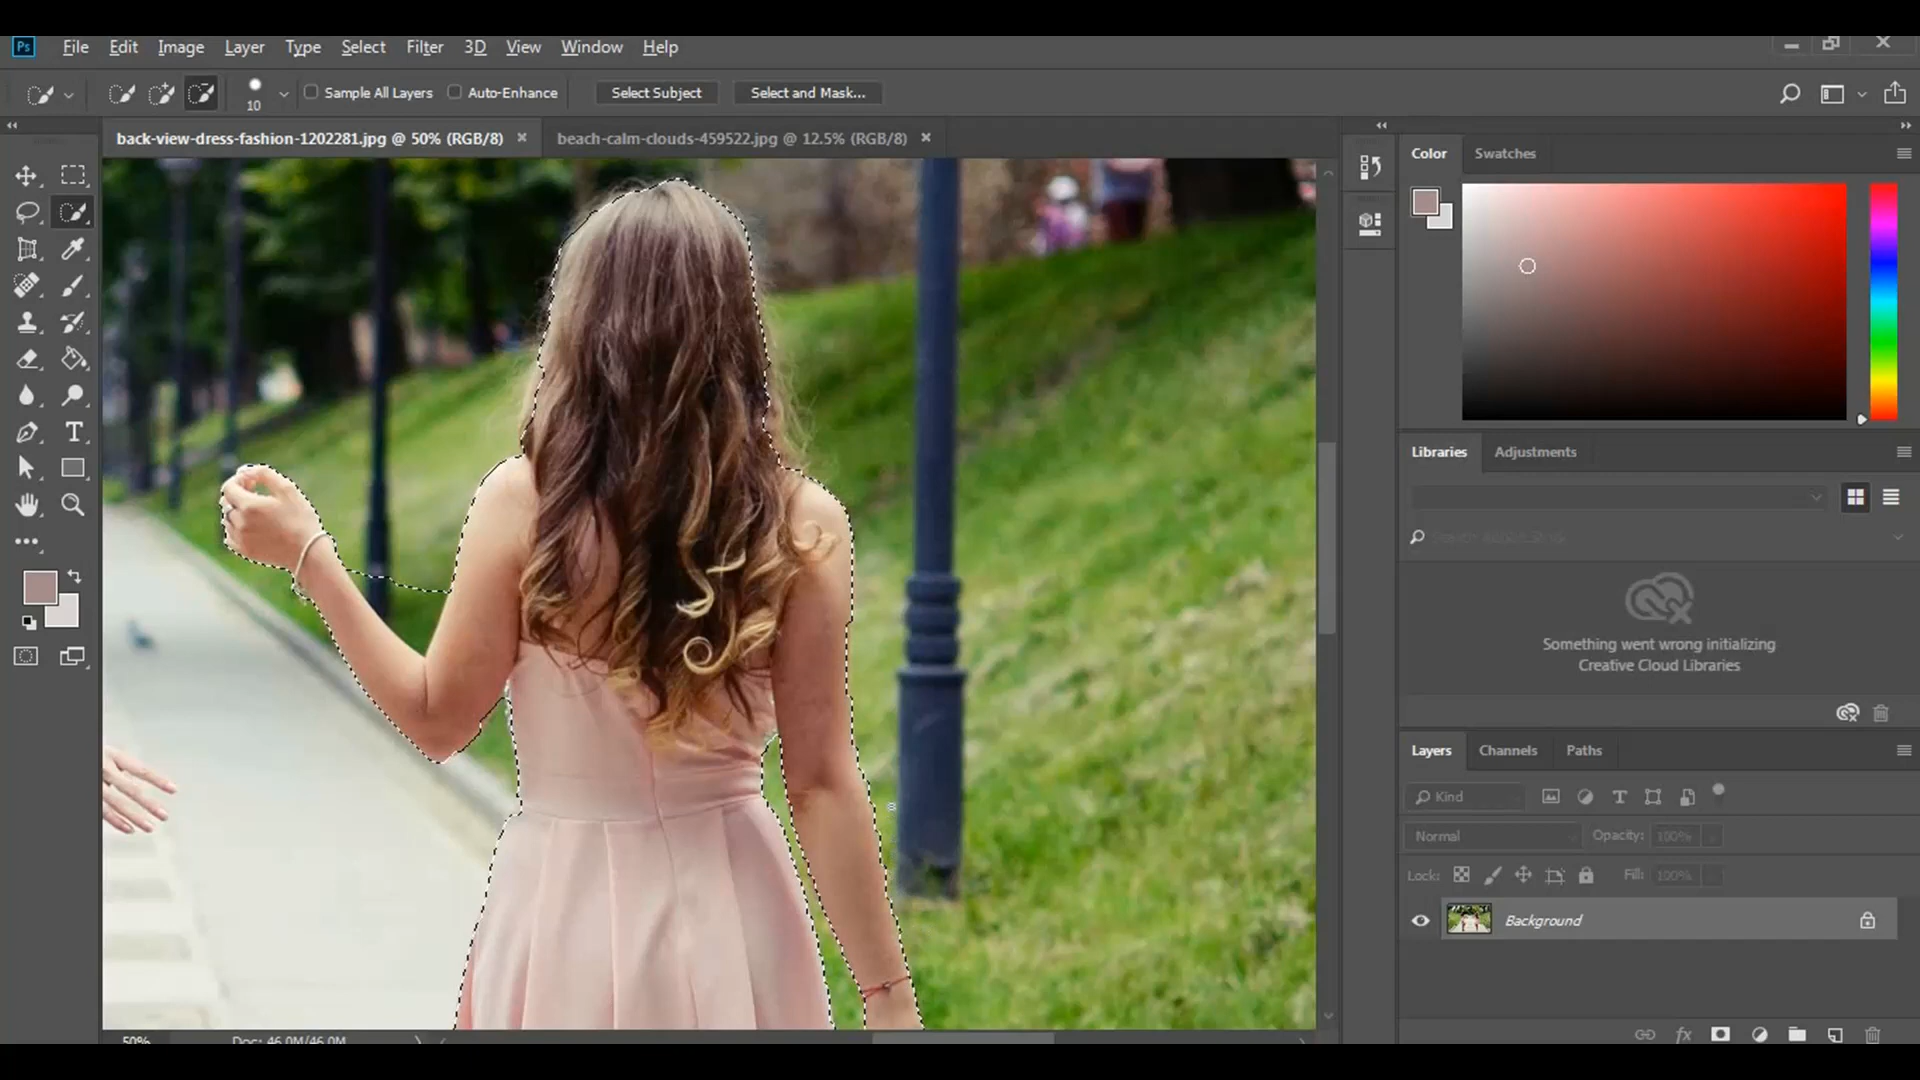 Ps File Edit Image Layer Type Select Filter 3D View Window Help
10 Sample All Layers Auto-Enhance Select Subject Select and Mask...
back-view-dress-fashion-1202281.jpg @ 50% (RGB/8) × beach-calm-clouds-459522.jpg @ 12.5% (RGB/8) ×
Color Swatches
Libraries Adjustments
Something went wrong initializing
Creative Cloud Libraries
Layers Channels Paths
Kind
Normal Opacity: 100%
Lock: Fill: 100%
Background
50% Doc: 46.0M/46.0M